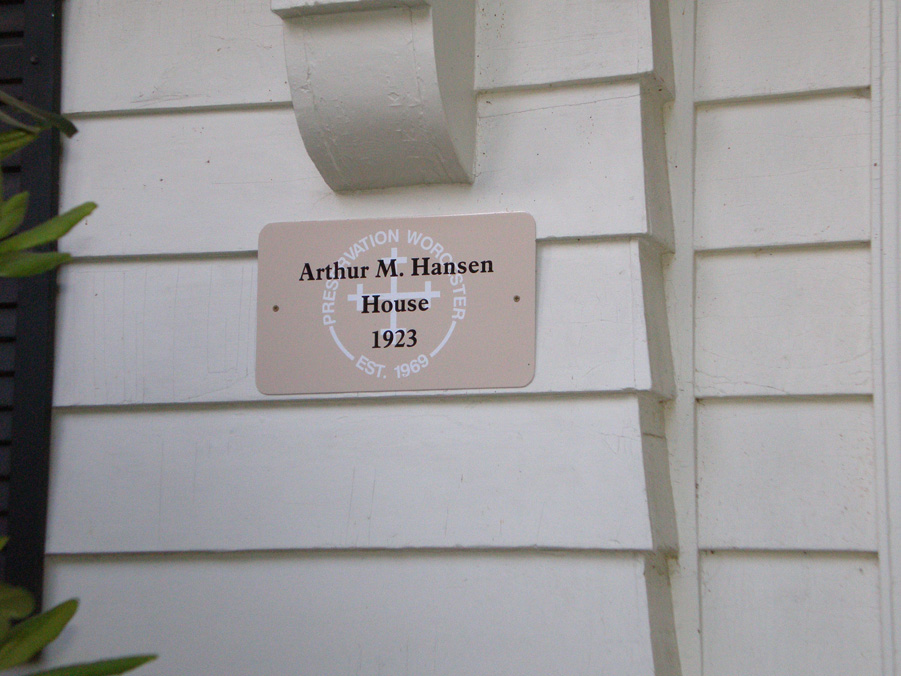 PRESERVATION WORCESTER
Arthur M. Hansen
House
1923
EST. 1969